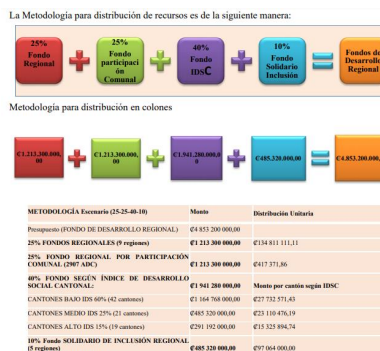 La Metodología para distribución de recursos es de la siguiente manera:
25%
Fondo
Regional
25%
Fondo
participaci
ón
Comunal
40%
Fondo
IDSC
10%
Fondo
Solidario
Inclusión
Fondos de
Desarrollo
Regional
Metodología para distribución en colones
₡1.213.300.000,
00
₡1.213.300.000,
00
₡1.941.280.000,0
0
₡485.320.000,00
₡4.853.200.000,
METODOLOGÍA Escenario (25-25-40-10) Monto Distribución Unitaria
Presupuesto (FONDO DE DESARROLLO REGIONAL) ₡4 853 200 000,00
25% FONDOS REGIONALES (9 regiones) ₡1 213 300 000,00 ₡134 811 111,11
25% FONDO REGIONAL POR PARTICIPACIÓN
COMUNAL (2907 ADC) ₡1 213 300 000,00 ₡417 371,86
40% FONDO SEGÚN ÍNDICE DE DESARROLLO
SOCIAL CANTONAL: ₡1 941 280 000,00 Monto por cantón según IDSC
CANTONES BAJO IDS 60% (42 cantones) ₡1 164 768 000,00 ₡27 732 571,43
CANTONES MEDIO IDS 25% (21 cantones) ₡485 320 000,00 ₡23 110 476,19
CANTONES ALTO IDS 15% (19 cantones) ₡291 192 000,00 ₡15 325 894,74
10% Fondo SOLIDARIO DE INCLUSIÓN REGIONAL
(5 regiones) ₡485 320 000,00 ₡97 064 000,00